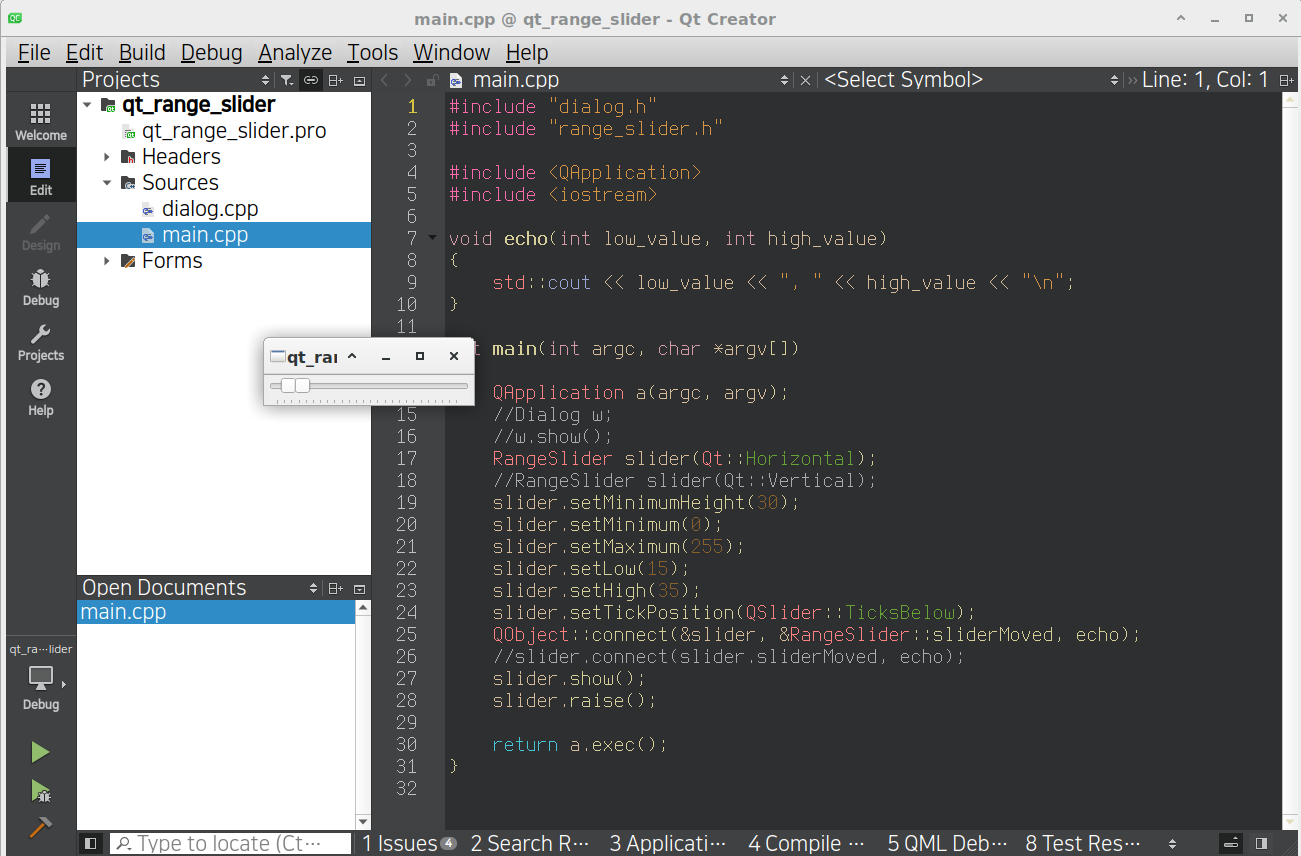 main.cpp @ qt_range_slider - Qt Creator
File Edit Build Debug Analyze Tools Window Help
Projects
main.cpp
<Select Symbol>
Line: 1, Col: 1
Welcome
Edit
Design
Debug
Projects
Help
qt_range_slider
qt_range_slider.pro
Headers
Sources
dialog.cpp
main.cpp
Forms
1 #include "dialog.h"
2 #include "range_slider.h"
3
4 #include <QApplication>
5 #include <iostream>
6
7 void echo(int low_value, int high_value)
8 {
9     std::cout << low_value << ", " << high_value << "\n";
10 }
11
t main(int argc, char *argv[])
QApplication a(argc, argv);
15     //Dialog w;
16     //w.show();
17     RangeSlider slider(Qt::Horizontal);
18     //RangeSlider slider(Qt::Vertical);
19     slider.setMinimumHeight(30);
20     slider.setMinimum(0);
21     slider.setMaximum(255);
22     slider.setLow(15);
23     slider.setHigh(35);
24     slider.setTickPosition(QSlider::TicksBelow);
25     QObject::connect(&slider, &RangeSlider::sliderMoved, echo);
26     //slider.connect(slider.sliderMoved, echo);
27     slider.show();
28     slider.raise();
29
30     return a.exec();
31 }
32
qt_rai
Open Documents
main.cpp
qt_ra···lider
Debug
Type to locate (Ct···
1 Issues 4
2 Search R···
3 Applicati···
4 Compile ···
5 QML Deb···
8 Test Res···